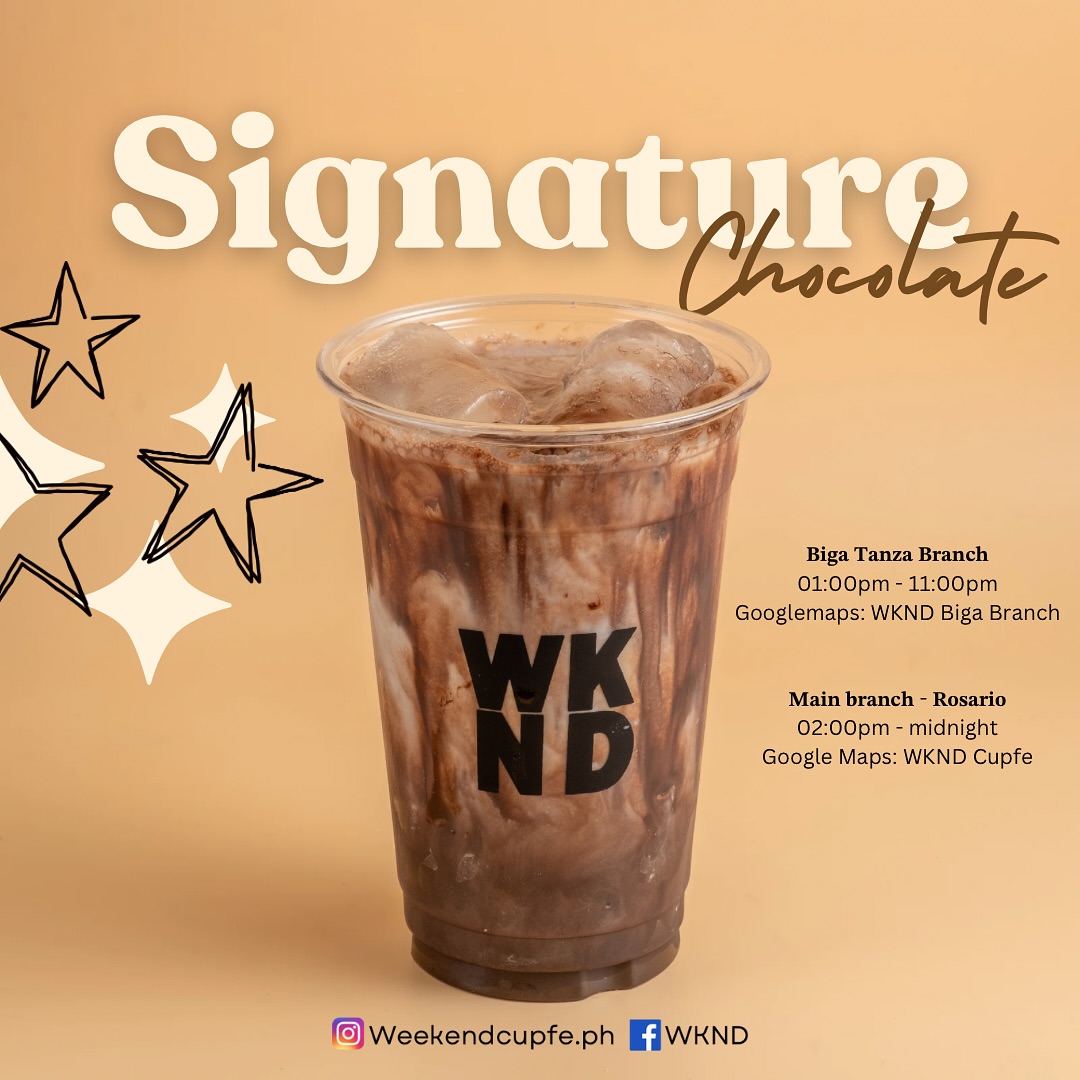 Signature
Chocolate
WK
ND
Biga Tanza Branch
01:00pm - 11:00pm
Googlemaps: WKND Biga Branch
Main branch - Rosario
02:00pm - midnight
Google Maps: WKND Cupfe
Weekendcupfe.ph WKND